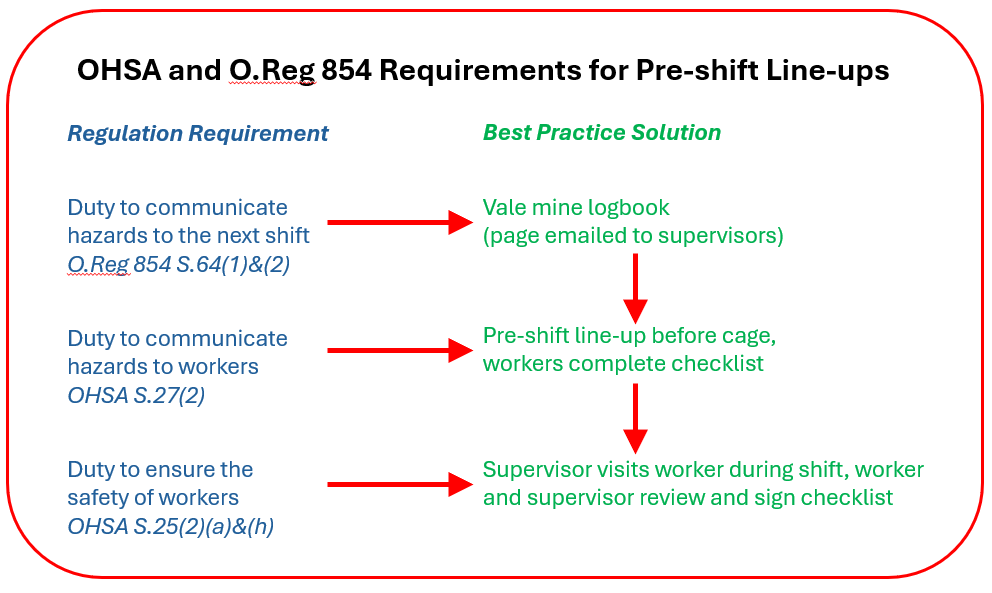 OHSA and O.Reg 854 Requirements for Pre-shift Line-ups
Regulation Requirement
Best Practice Solution
Duty to communicate
hazards to the next shift
O.Reg 854 S.64(1)&(2)
Vale mine logbook
(page emailed to supervisors)
Duty to communicate
hazards to workers
OHSA S.27(2)
Pre-shift line-up before cage,
workers complete checklist
Duty to ensure the
safety of workers
OHSA S.25(2)(a)&(h)
Supervisor visits worker during shift, worker
and supervisor review and sign checklist